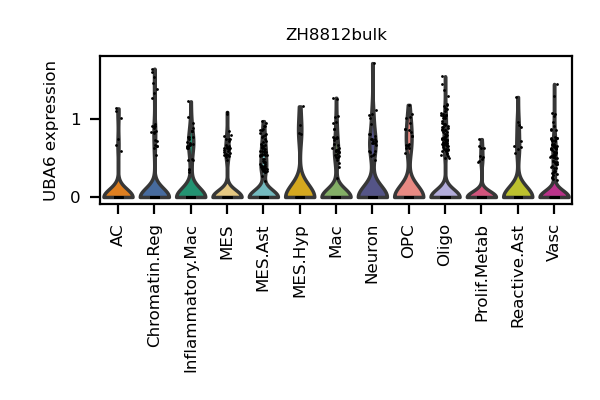 ZH8812bulk
UBA6 expression
1
0
AC
Chromatin.Reg
Inflammatory.Mac
MES
MES.Ast
MES.Hyp
Mac
Neuron
OPC
Oligo
Prolif.Metab
Reactive.Ast
Vasc